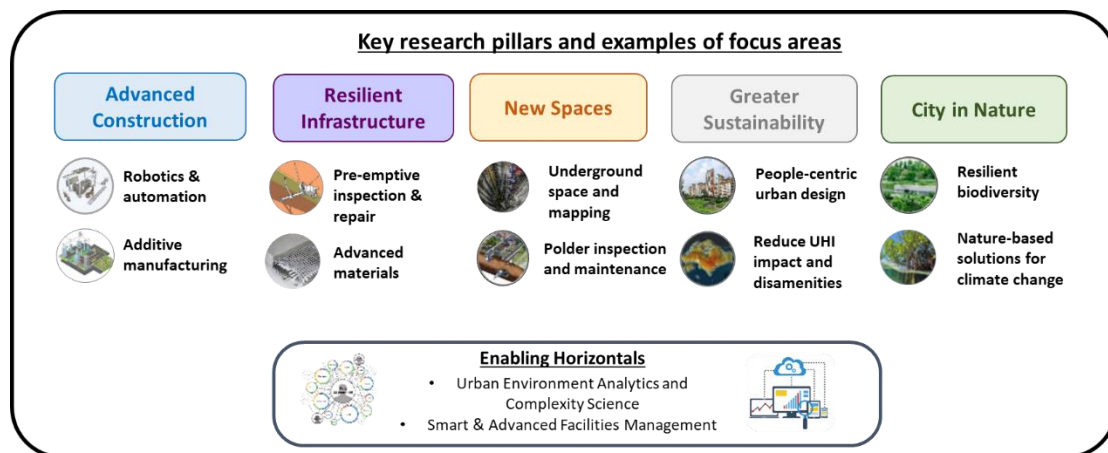 Key research pillars and examples of focus areas
Advanced
Construction
Resilient
Infrastructure
New Spaces
Greater
Sustainability
City in Nature
Robotics &
automation
Pre-emptive
inspection &
repair
Underground
space and
mapping
People-centric
urban design
Resilient
biodiversity
Additive
manufacturing
Advanced
materials
Polder inspection
and maintenance
Reduce UHI
impact and
disamenities
Nature-based
solutions for
climate change
Enabling Horizontals
• Urban Environment Analytics and
Complexity Science
• Smart & Advanced Facilities Management